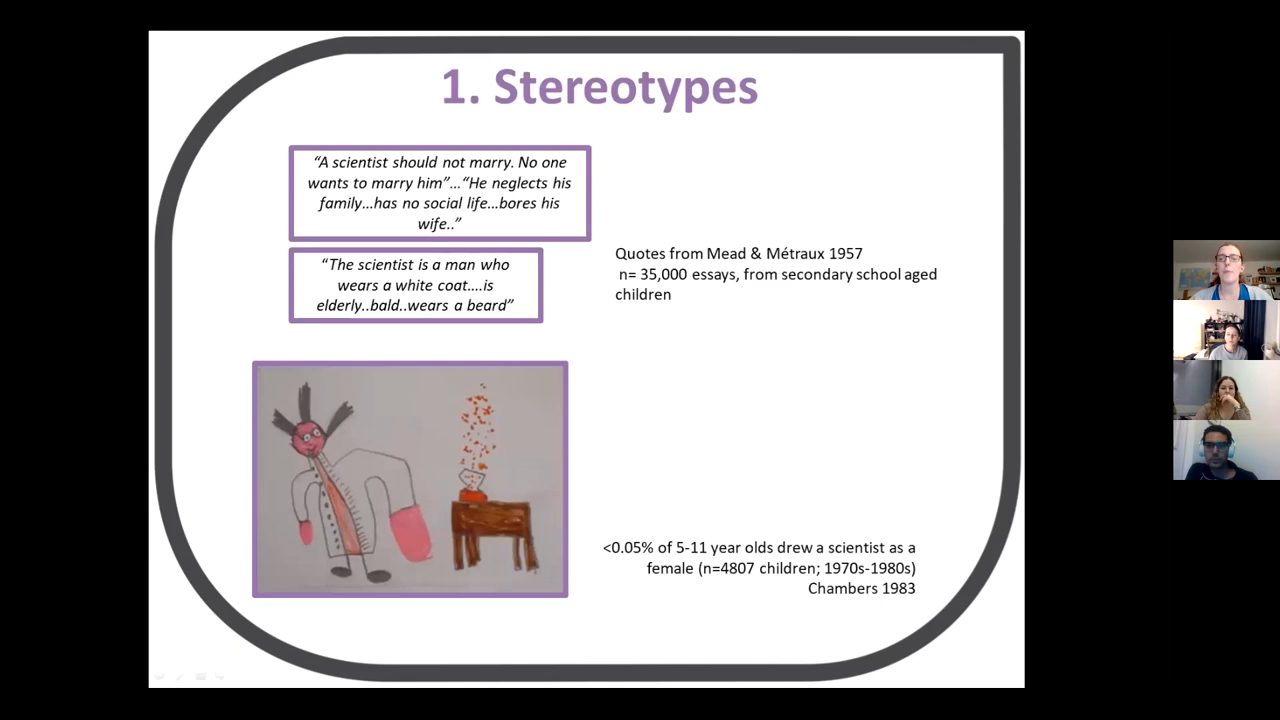 1. Stereotypes
“A scientist should not marry. No one
wants to marry him”…“He neglects his
family…has no social life…bores his
wife..”
“The scientist is a man who
wears a white coat….is
elderly..bald..wears a beard”
Quotes from Mead & Métraux 1957
n= 35,000 essays, from secondary school aged
children
<0.05% of 5-11 year olds drew a scientist as a
female (n=4807 children; 1970s-1980s)
Chambers 1983